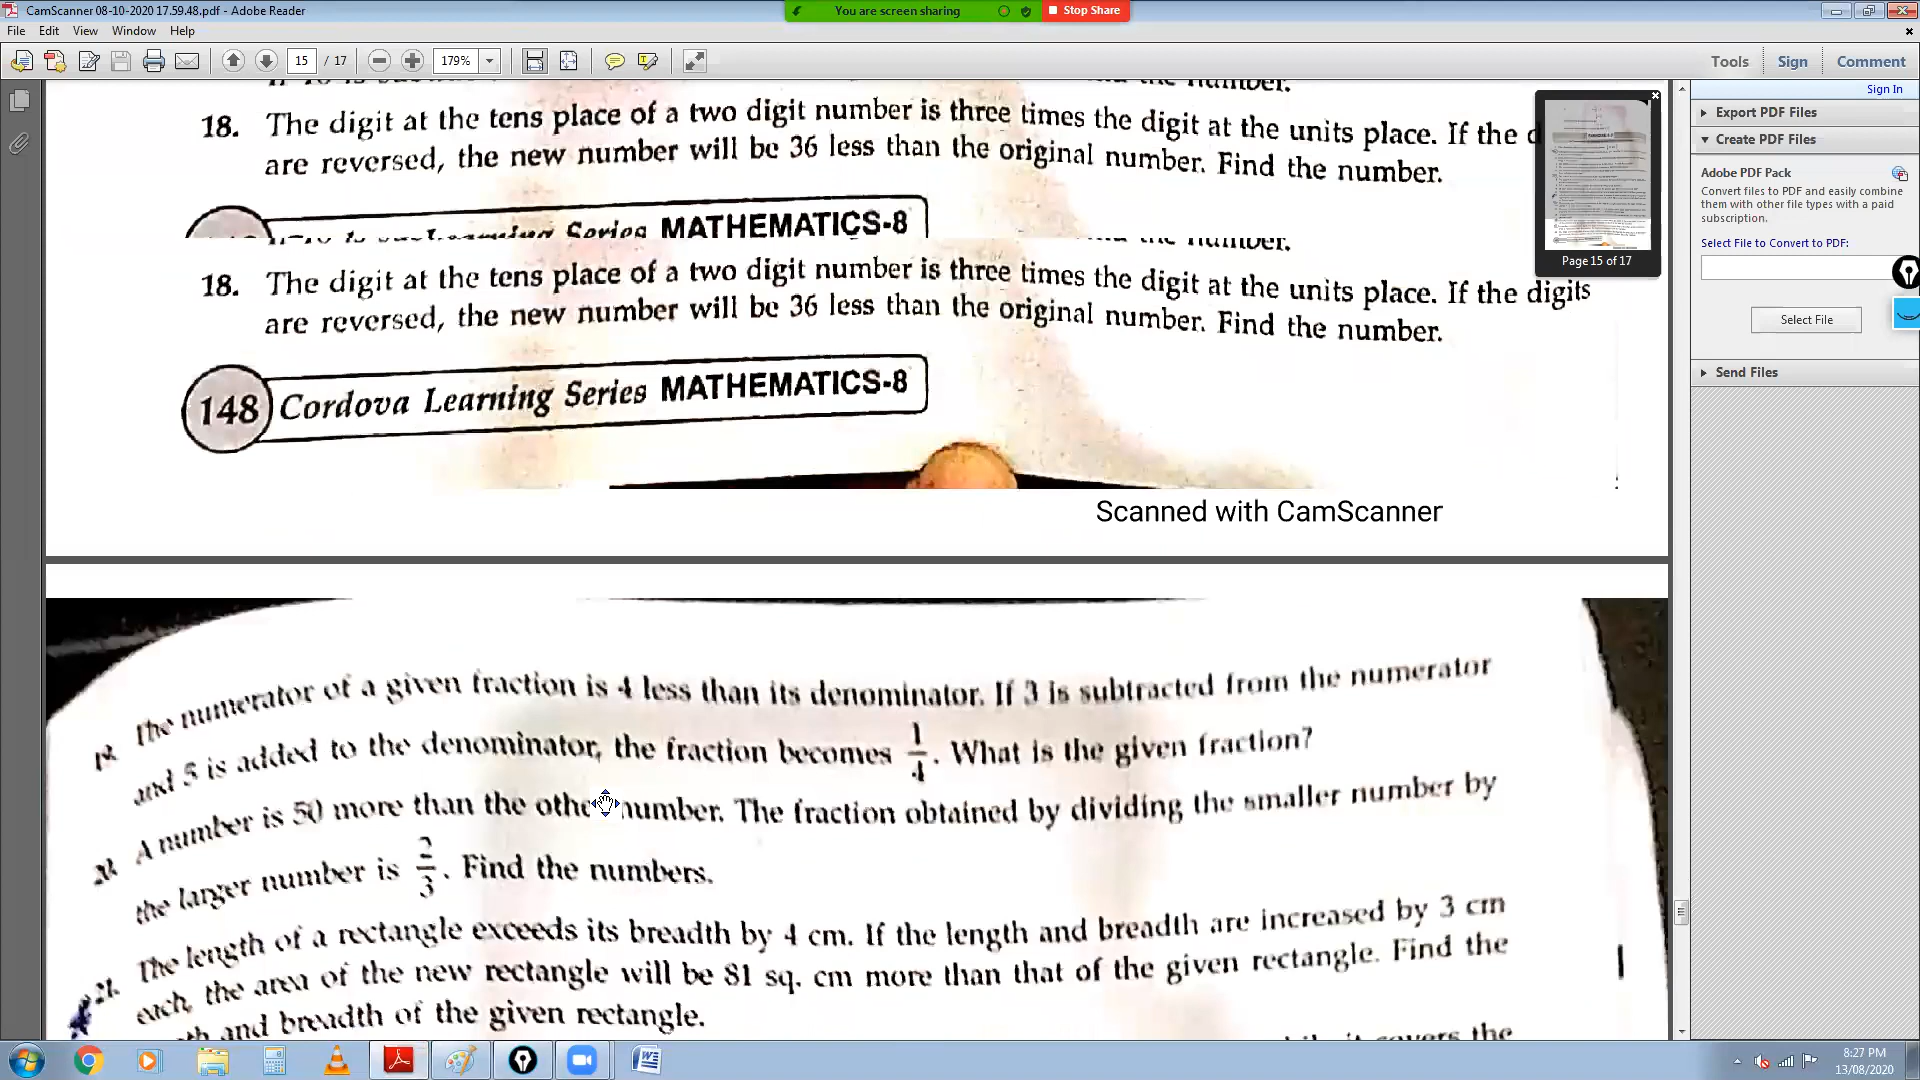 CamScanner 08-10-2020 17.59.48.pdf - Adobe Reader
You are screen sharing
Stop Share
File Edit View Window Help
15 / 17
179%
Tools Sign Comment
number.
18. The digit at the tens place of a two digit number is three times the digit at the units place. If the d
are reversed, the new number will be 36 less than the original number. Find the number.
Learning Series MATHEMATICS-8
number.
18. The digit at the tens place of a two digit number is three times the digit at the units place. If the digits
are reversed, the new number will be 36 less than the original number. Find the number.
148 Cordova Learning Series MATHEMATICS-8
Scanned with CamScanner
19. The numerator of a given fraction is 4 less than its denominator. If 3 is subtracted from the numerator
and 5 is added to the denominator, the fraction becomes 1/4. What is the given fraction?
A number is 50 more than the othe number. The fraction obtained by dividing the smaller number by
the larger number is 2/3. Find the numbers.
21. The length of a rectangle exceeds its breadth by 4 cm. If the length and breadth are increased by 3 cm
each, the area of the new rectangle will be 81 sq. cm more than that of the given rectangle. Find the
and breadth of the given rectangle.
covers the
Page 15 of 17
Sign In
Export PDF Files
Create PDF Files
Adobe PDF Pack
Convert files to PDF and easily combine
them with other file types with a paid
subscription.
Select File to Convert to PDF:
Select File
Send Files
8:27 PM
13/08/2020